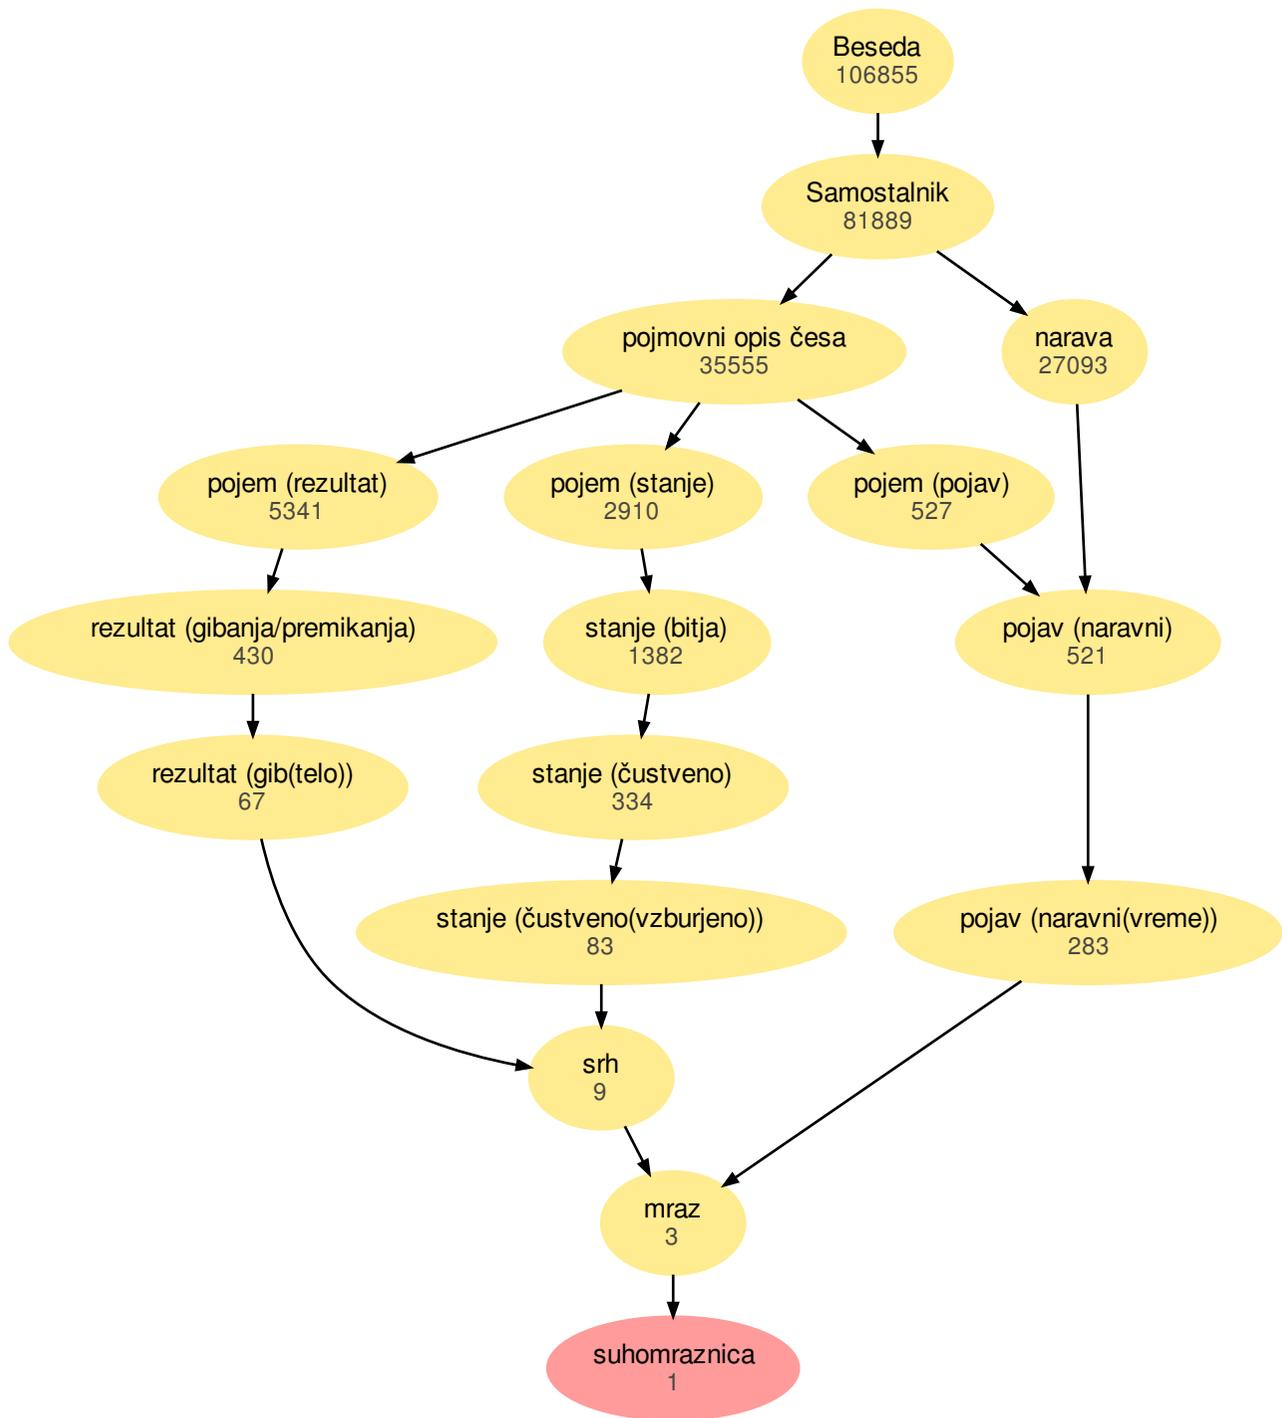 Beseda
106855
Samostalnik
81889
pojmovni opis česa
35555
narava
27093
pojem (rezultat)
5341
pojem (stanje)
2910
pojem (pojav)
527
rezultat (gibanja/premikanja)
430
stanje (bitja)
1382
pojav (naravni)
521
rezultat (gib(telo))
67
stanje (čustveno)
334
stanje (čustveno(vzburjeno))
83
pojav (naravni(vreme))
283
srh
9
mraz
3
suhomraznica
1